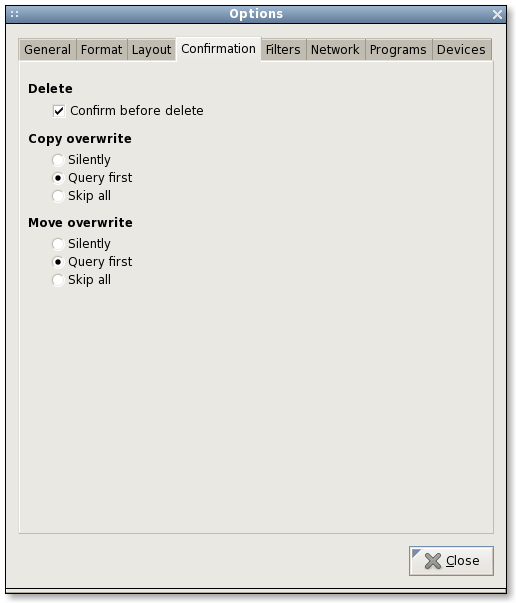 Options
General Format Layout Confirmation Filters Network Programs Devices
Delete
Confirm before delete
Copy overwrite
Silently
Query first
Skip all
Move overwrite
Silently
Query first
Skip all
Close